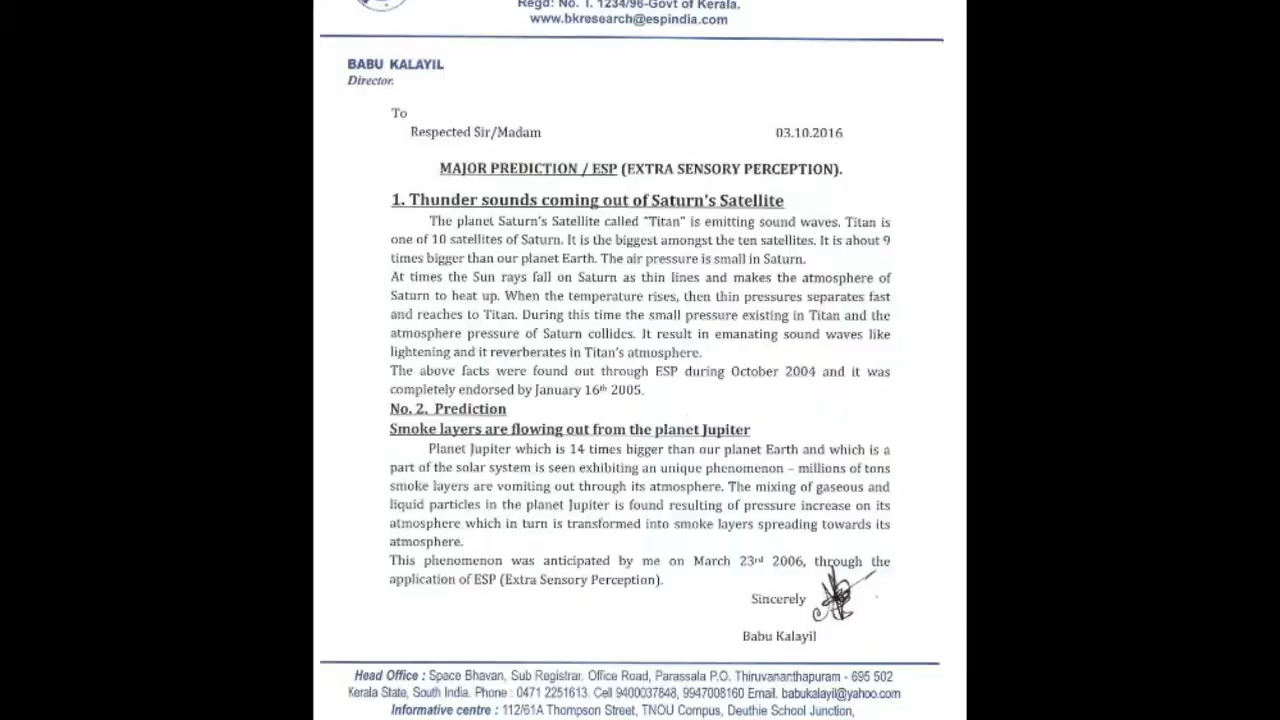 Regd: No. T. 1234/96-Govt of Kerala.
www.bkresearch@espindia.com
BABU KALAYIL
Director.
To
Respected Sir/Madam
03.10.2016
MAJOR PREDICTION / ESP (EXTRA SENSORY PERCEPTION).
1. Thunder sounds coming out of Saturn's Satellite
The planet Saturn's Satellite called "Titan" is emitting sound waves. Titan is
one of 10 satellites of Saturn. It is the biggest amongst the ten satellites. It is about 9
times bigger than our planet Earth. The air pressure is small in Saturn.
At times the Sun rays fall on Saturn as thin lines and makes the atmosphere of
Saturn to heat up. When the temperature rises, then thin pressures separates fast
and reaches to Titan. During this time the small pressure existing in Titan and the
atmosphere pressure of Saturn collides. It result in emanating sound waves like
lightening and it reverberates in Titan's atmosphere.
The above facts were found out through ESP during October 2004 and it was
completely endorsed by January 16th 2005.
No. 2. Prediction
Smoke layers are flowing out from the planet Jupiter
Planet Jupiter which is 14 times bigger than our planet Earth and which is a
part of the solar system is seen exhibiting an unique phenomenon – millions of tons
smoke layers are vomiting out through its atmosphere. The mixing of gaseous and
liquid particles in the planet Jupiter is found resulting of pressure increase on its
atmosphere which in turn is transformed into smoke layers spreading towards its
atmosphere.
This phenomenon was anticipated by me on March 23rd 2006, through the
application of ESP (Extra Sensory Perception).
Sincerely
Babu Kalayil
Head Office : Space Bhavan, Sub Registrar. Office Road, Parassala P.O. Thiruvananthapuram - 695 502
Kerala State, South India. Phone : 0471 2251613. Cell 9400037848, 9947008160 Email. babukalayil@yahoo.com
Informative centre : 112/61A Thompson Street, TNOU Compus, Deuthie School Junction,